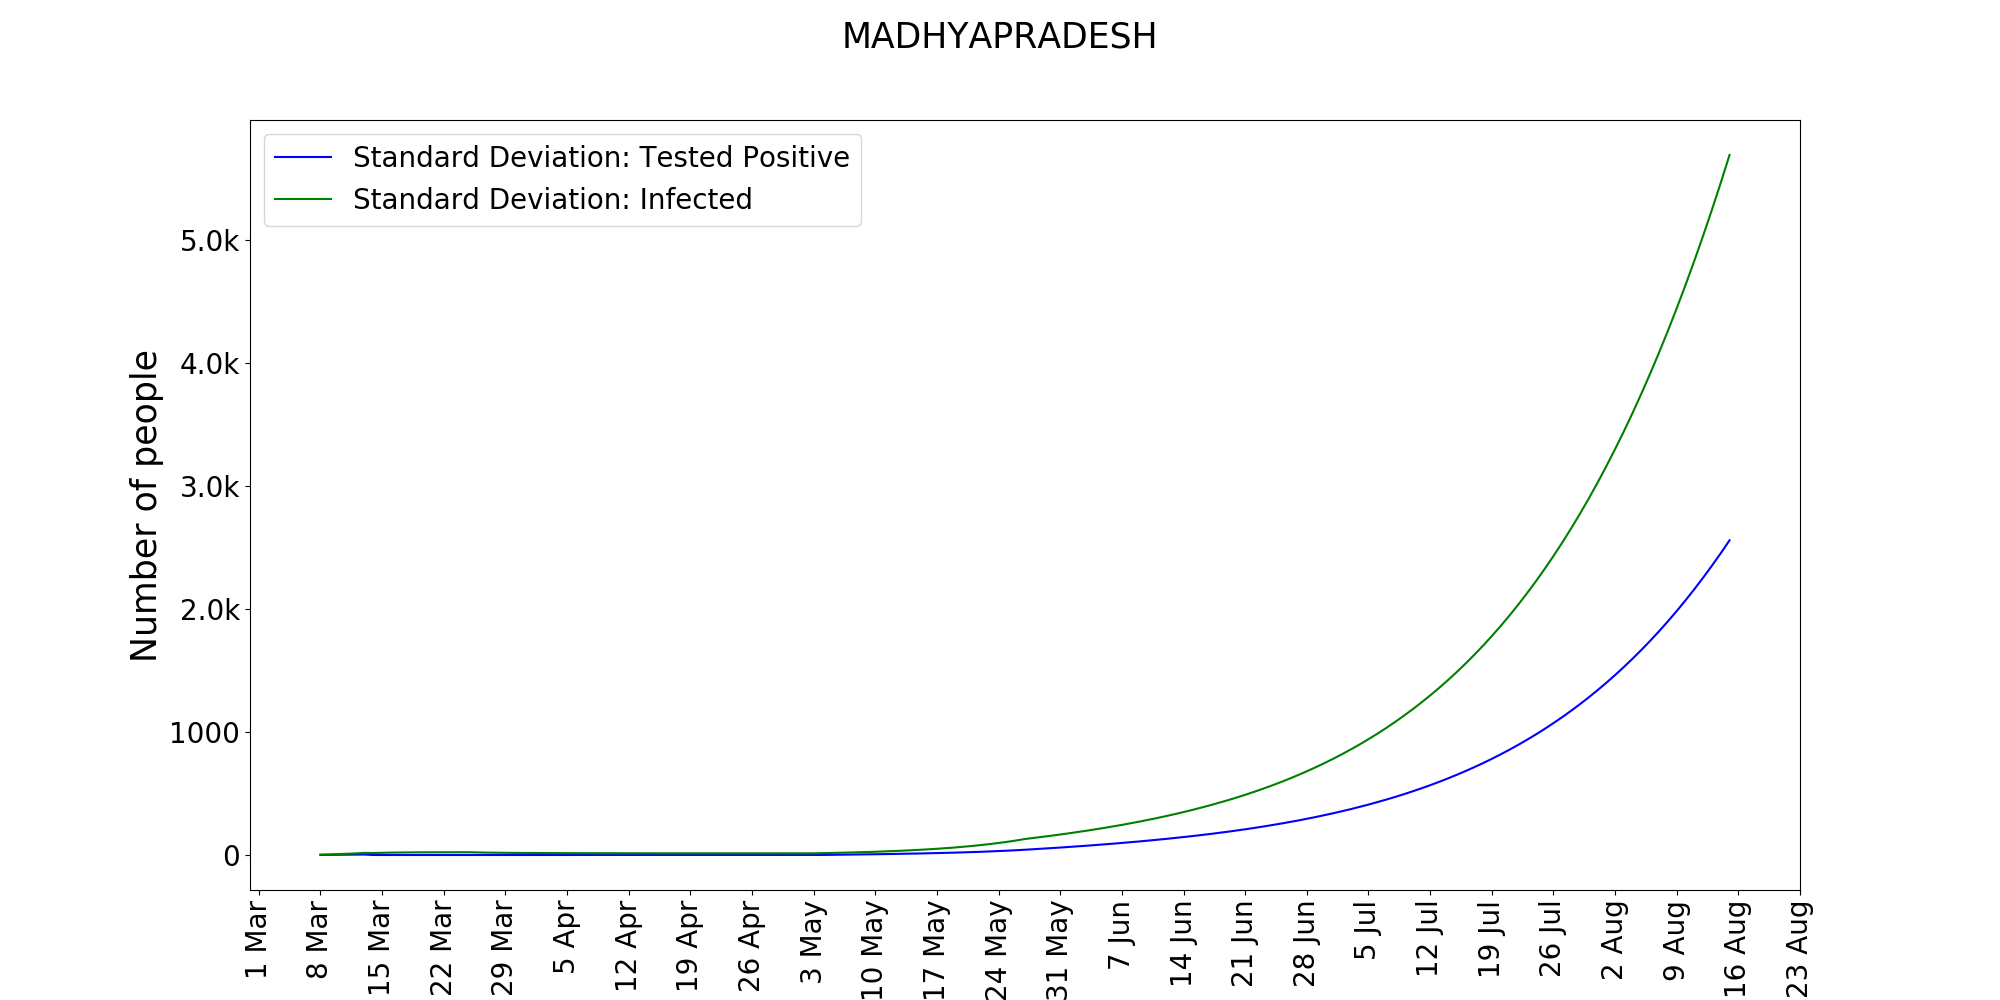 MADHYAPRADESH
Standard Deviation: Tested Positive
Standard Deviation: Infected
Number of people
5.0k
4.0k
3.0k
2.0k
1000
0
1 Mar
8 Mar
15 Mar
22 Mar
29 Mar
5 Apr
12 Apr
19 Apr
26 Apr
3 May
10 May
17 May
24 May
31 May
7 Jun
14 Jun
21 Jun
28 Jun
5 Jul
12 Jul
19 Jul
26 Jul
2 Aug
9 Aug
16 Aug
23 Aug